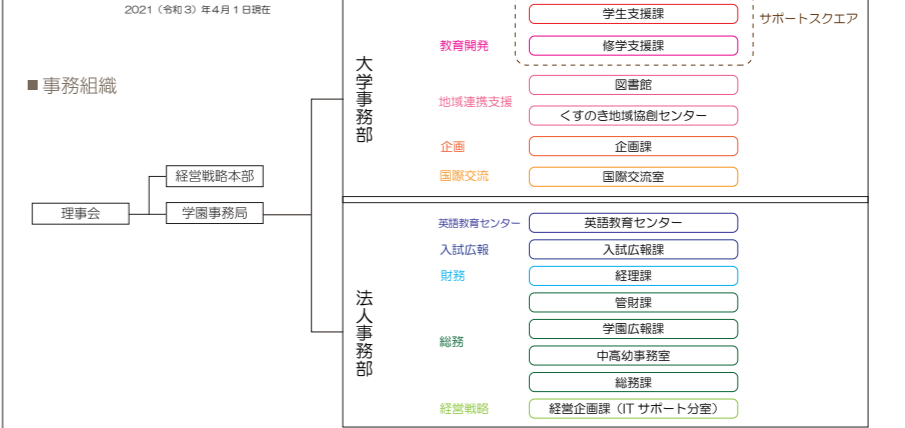 2021（令和3）年4月1日現在
■事務組織
理事会
経営戦略本部
学園事務局
大学事務部
学生支援課
サポートスクエア
教育開発
修学支援課
地域連携支援
図書館
くすのき地域協創センター
企画
企画課
国際交流
国際交流室
法人事務部
英語教育センター
英語教育センター
入試広報
入試広報課
財務
経理課
総務
管財課
学園広報課
中高幼事務室
総務課
経営戦略
経営企画課（IT サポート分室）